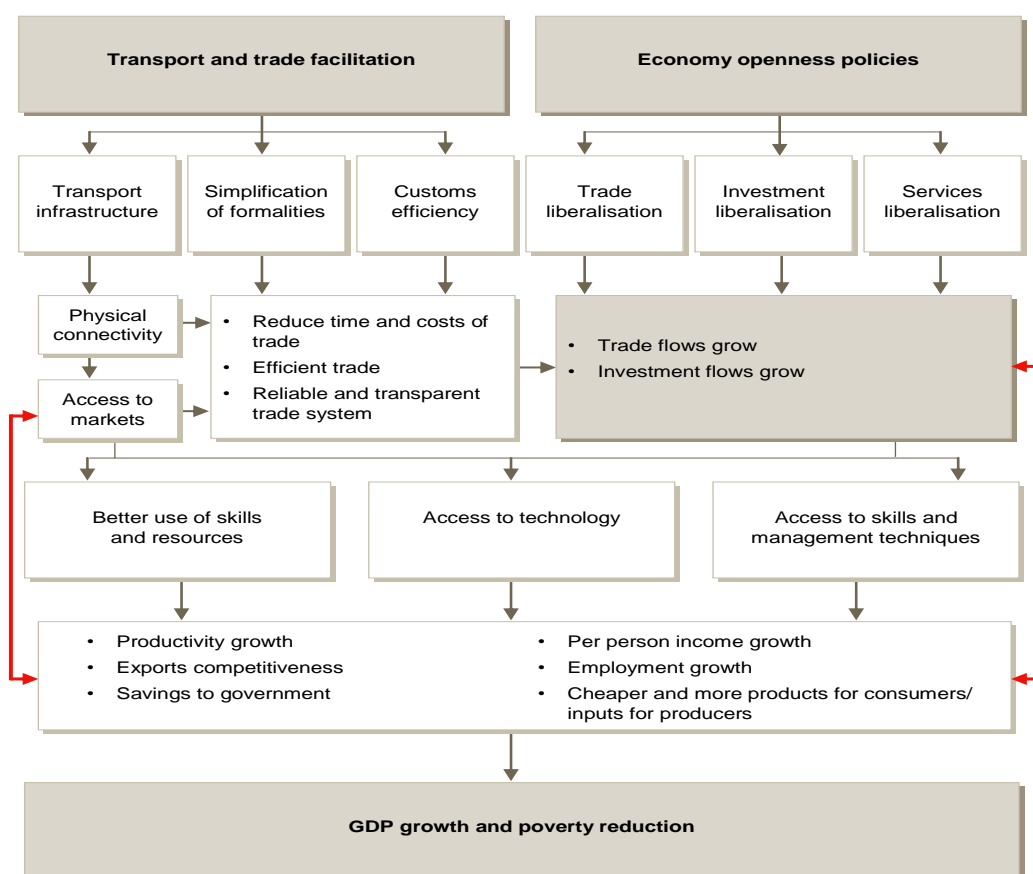 Transport and trade facilitation
Economy openness policies
Transport
infrastructure
Simplification
of formalities
Customs
efficiency
Trade
liberalisation
Investment
liberalisation
Services
liberalisation
Physical
connectivity
Access to
markets
• Reduce time and costs of
trade
• Efficient trade
• Reliable and transparent
trade system
• Trade flows grow
• Investment flows grow
Better use of skills
and resources
Access to technology
Access to skills and
management techniques
• Productivity growth
• Exports competitiveness
• Savings to government
• Per person income growth
• Employment growth
• Cheaper and more products for consumers/
inputs for producers
GDP growth and poverty reduction